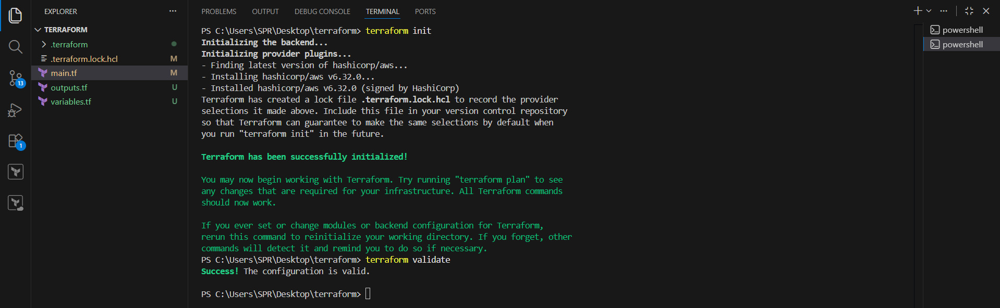 EXPLORER
TERRAFORM
.terraform
.terraform.lock.hcl M
main.tf M
outputs.tf U
variables.tf U
13
1
PROBLEMS OUTPUT DEBUG CONSOLE TERMINAL PORTS
PS C:\Users\SPR\Desktop\terraform> terraform init
Initializing the backend...
Initializing provider plugins...
- Finding latest version of hashicorp/aws...
- Installing hashicorp/aws v6.32.0...
- Installed hashicorp/aws v6.32.0 (signed by HashiCorp)
Terraform has created a lock file .terraform.lock.hcl to record the provider
selections it made above. Include this file in your version control repository
so that Terraform can guarantee to make the same selections by default when
you run "terraform init" in the future.
Terraform has been successfully initialized!
You may now begin working with Terraform. Try running "terraform plan" to see
any changes that are required for your infrastructure. All Terraform commands
should now work.
If you ever set or change modules or backend configuration for Terraform,
rerun this command to reinitialize your working directory. If you forget, other
commands will detect it and remind you to do so if necessary.
PS C:\Users\SPR\Desktop\terraform> terraform validate
Success! The configuration is valid.
PS C:\Users\SPR\Desktop\terraform>
powershell
powershell